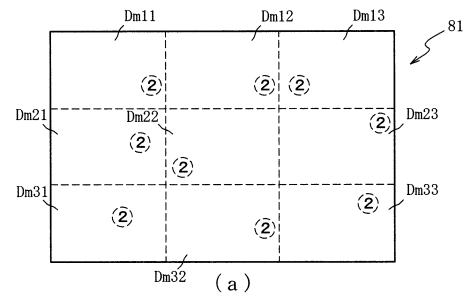 Dm11 Dm12 Dm13 81
② ② ②
Dm21 Dm22 ② Dm23
② ②
Dm31 ② Dm33
② ②
Dm32
(a)